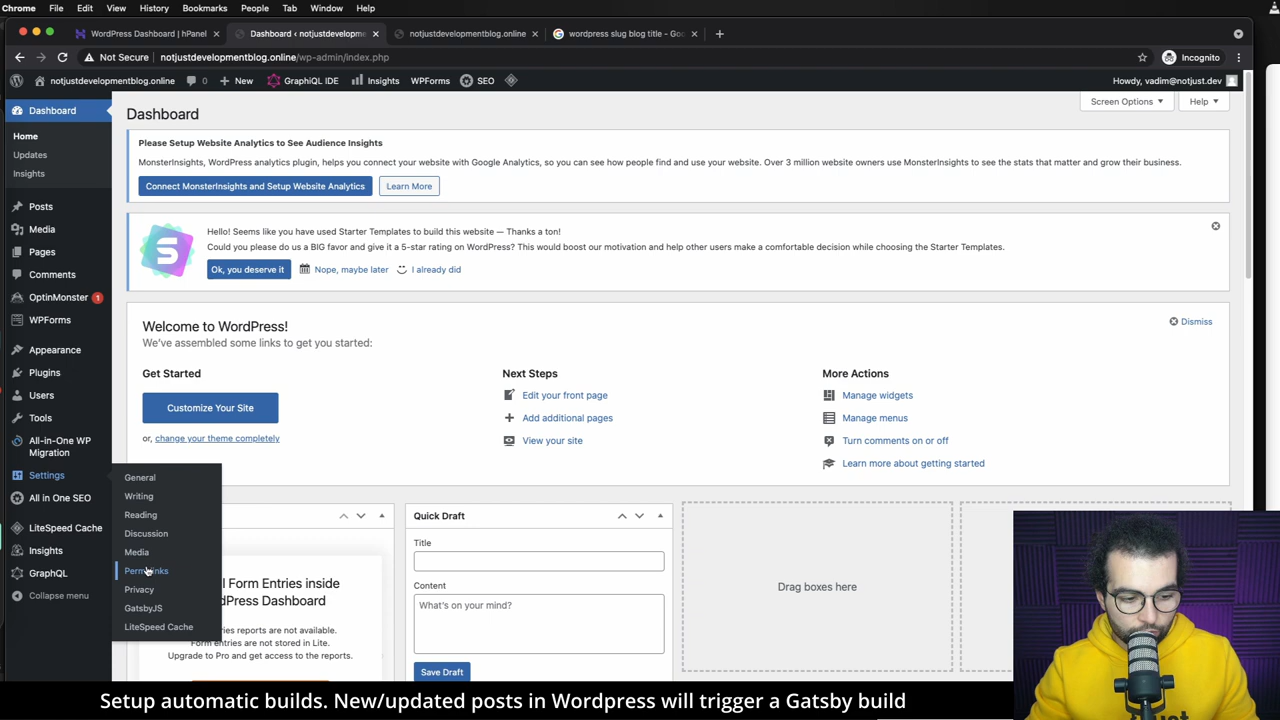 Chrome File Edit View History Bookmarks People Tab Window Help
WordPress Dashboard | hPanel
Dashboard < notjustdevelopm
notjustdevelopmentblog.online/
wordpress slug blog title - Goo
Not Secure notjustdevelopmentblog.online/wp-admin/index.php
Incognito
notjustdevelopmentblog.online 0 New GraphiQL IDE Insights WPForms SEO
Howdy, vadim@notjust.dev
Dashboard
Home
Updates
Insights
Posts
Media
Pages
Comments
OptinMonster 1
WPForms
Appearance
Plugins
Users
Tools
All-in-One WP
Migration
Settings
All in One SEO
LiteSpeed Cache
Insights
GraphQL
Collapse menu
General
Writing
Reading
Discussion
Media
Permalinks
Privacy
GatsbyJS
LiteSpeed Cache
Dashboard
Screen Options
Help
Please Setup Website Analytics to See Audience Insights
MonsterInsights, WordPress analytics plugin, helps you connect your website with Google Analytics, so you can see how people find and use your website. Over 3 million website owners use MonsterInsights to see the stats that matter and grow their business.
Connect MonsterInsights and Setup Website Analytics
Learn More
Hello! Seems like you have used Starter Templates to build this website — Thanks a ton!
Could you please do us a BIG favor and give it a 5-star rating on WordPress? This would boost our motivation and help other users make a comfortable decision while choosing the Starter Templates.
Ok, you deserve it
Nope, maybe later
I already did
Welcome to WordPress!
We've assembled some links to get you started:
Dismiss
Get Started
Customize Your Site
or, change your theme completely
Next Steps
Edit your front page
Add additional pages
View your site
More Actions
Manage widgets
Manage menus
Turn comments on or off
Learn more about getting started
Form Entries inside
Dashboard
reports are not available.
Form entries are not stored in Lite.
Upgrade to Pro and get access to the reports.
Quick Draft
Title
Content
What's on your mind?
Save Draft
Drag boxes here
Setup automatic builds. New/updated posts in Wordpress will trigger a Gatsby build